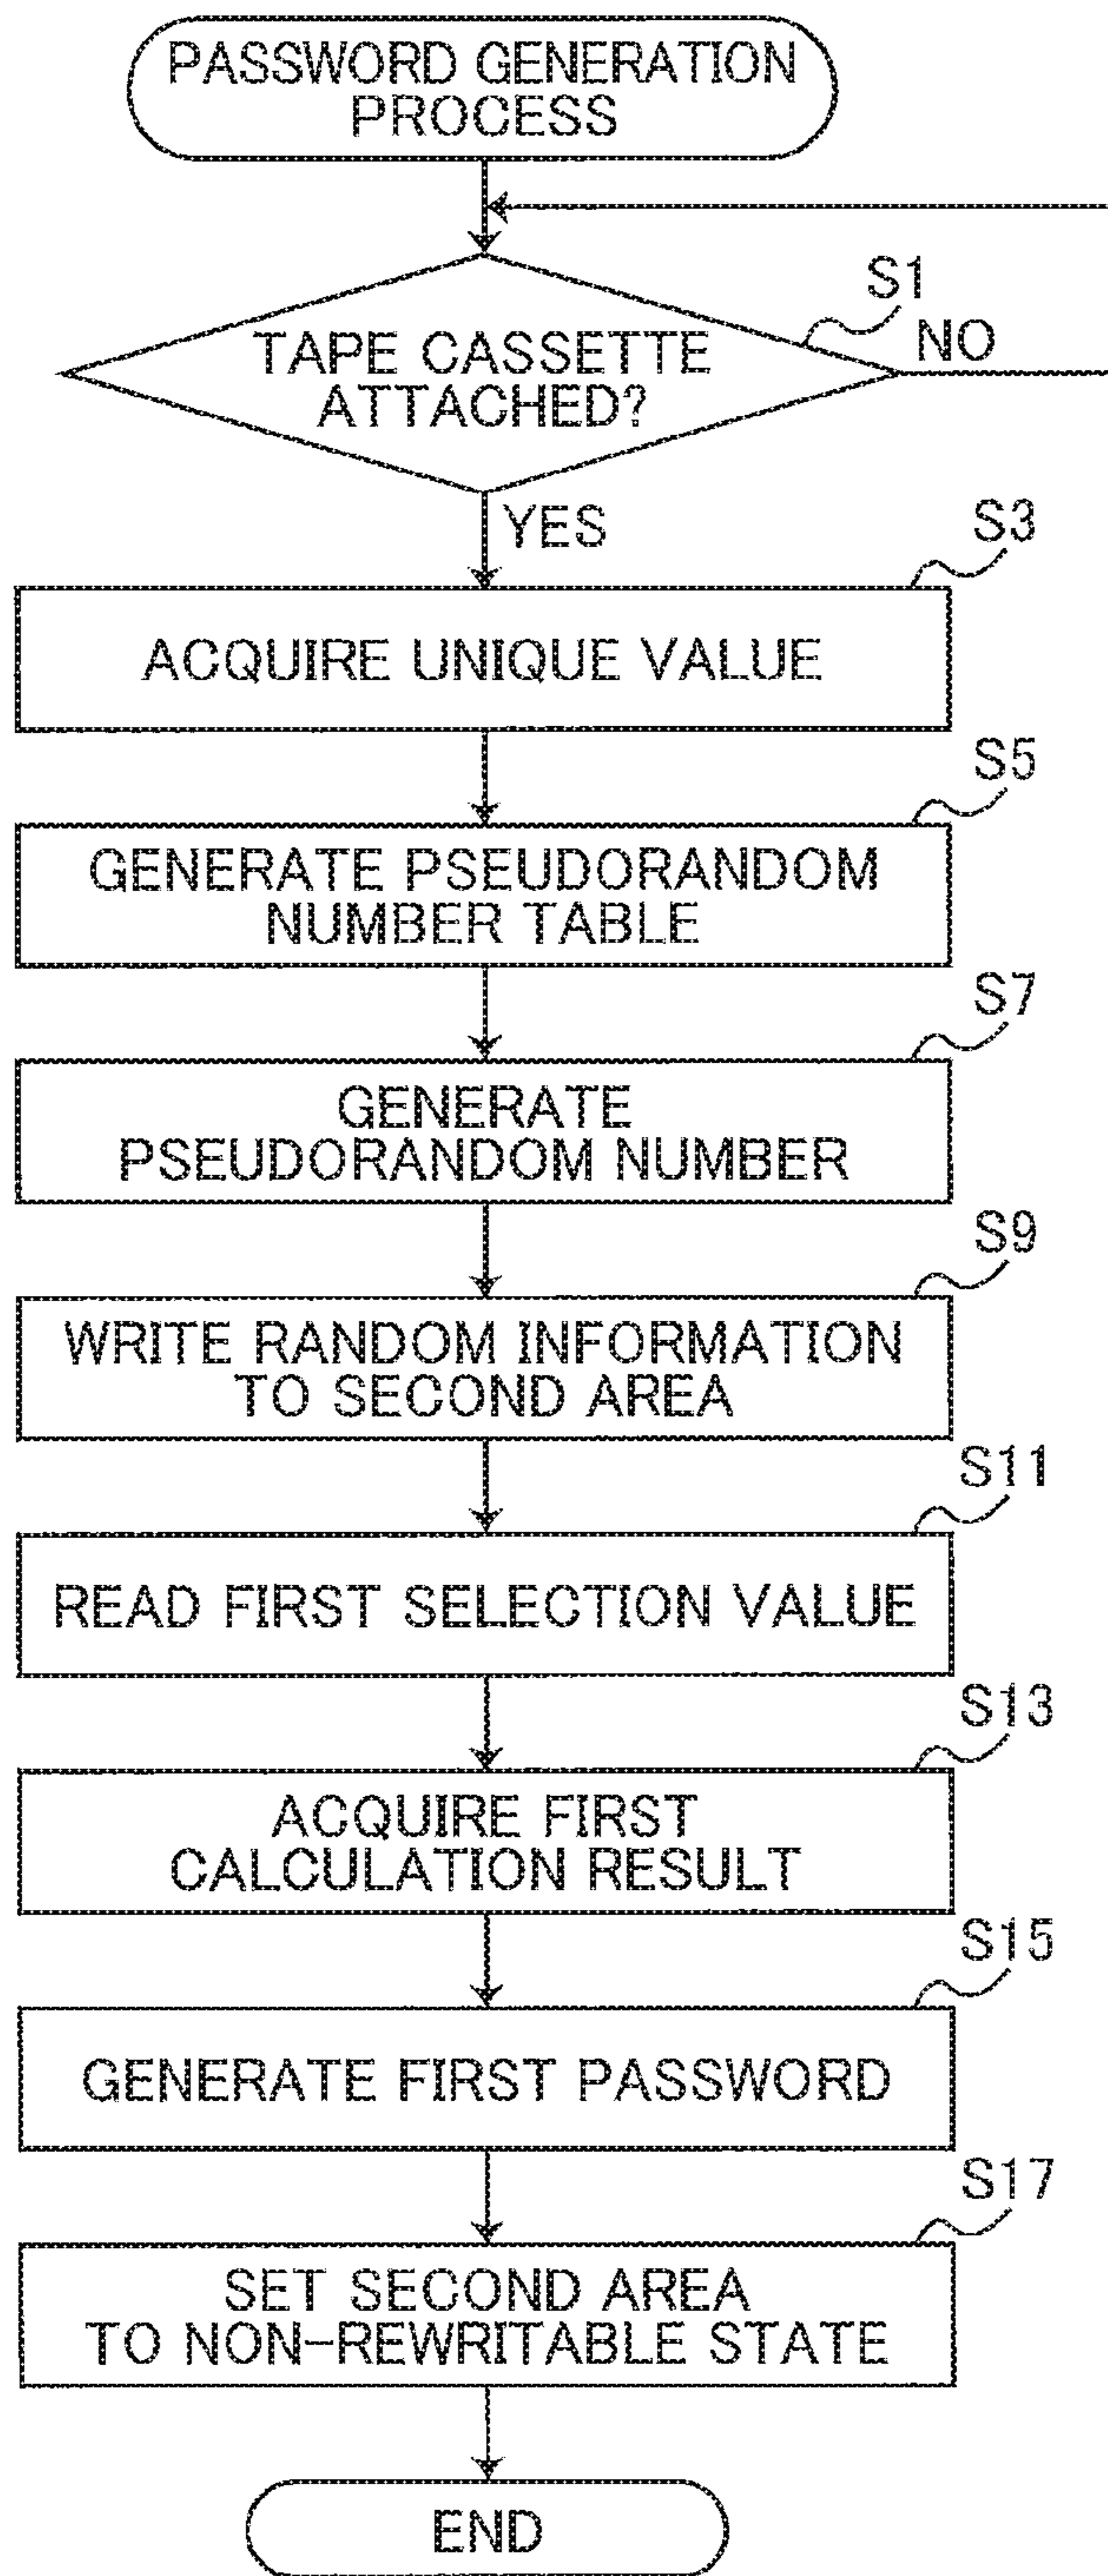 PASSWORD GENERATION
PROCESS
S1
TAPE CASSETTE
ATTACHED?
NO
YES
S3
ACQUIRE UNIQUE VALUE
S5
GENERATE PSEUDORANDOM
NUMBER TABLE
S7
GENERATE
PSEUDORANDOM NUMBER
S9
WRITE RANDOM INFORMATION
TO SECOND AREA
S11
READ FIRST SELECTION VALUE
S13
ACQUIRE FIRST
CALCULATION RESULT
S15
GENERATE FIRST PASSWORD
S17
SET SECOND AREA
TO NON-REWRITABLE STATE
END